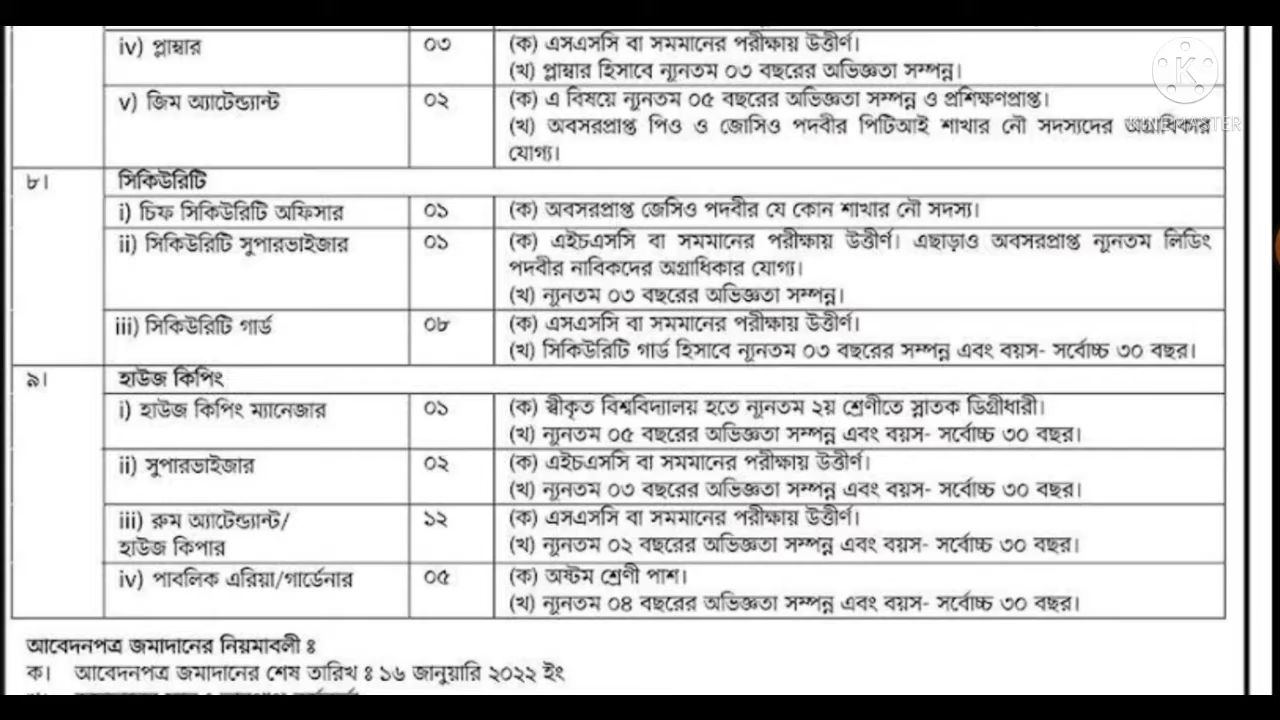 iv) প্লাম্বার ০৩ (ক) এসএসসি বা সমমানের পরীক্ষায় উত্তীর্ণ।
(খ) প্লাম্বার হিসাবে ন্যূনতম ০৩ বছরের অভিজ্ঞতা সম্পন্ন।
v) জিম অ্যাটেন্ড্যান্ট ০২ (ক) এ বিষয়ে ন্যূনতম ০৫ বছরের অভিজ্ঞতা সম্পন্ন ও প্রশিক্ষণপ্রাপ্ত।
(খ) অবসরপ্রাপ্ত পিও ও জেসিও পদবীর পিটিআই শাখার নৌ সদস্যদের অগ্রাধিকার
যোগ্য।
৮। সিকিউরিটি
i) চিফ সিকিউরিটি অফিসার ০১ (ক) অবসরপ্রাপ্ত জেসিও পদবীর যে কোন শাখার নৌ সদস্য।
ii) সিকিউরিটি সুপারভাইজার ০১ (ক) এইচএসসি বা সমমানের পরীক্ষায় উত্তীর্ণ। এছাড়াও অবসরপ্রাপ্ত ন্যূনতম লিডিং
পদবীর নাবিকদের অগ্রাধিকার যোগ্য।
(খ) ন্যূনতম ০৩ বছরের অভিজ্ঞতা সম্পন্ন।
iii) সিকিউরিটি গার্ড ০৮ (ক) এসএসসি বা সমমানের পরীক্ষায় উত্তীর্ণ।
(খ) সিকিউরিটি গার্ড হিসাবে ন্যূনতম ০৩ বছরের সম্পন্ন এবং বয়স- সর্বোচ্চ ৩০ বছর।
৯। হাউজ কিপিং
i) হাউজ কিপিং ম্যানেজার ০১ (ক) স্বীকৃত বিশ্ববিদ্যালয় হতে ন্যূনতম ২য় শ্রেণীতে স্নাতক ডিগ্রীধারী।
(খ) ন্যূনতম ০৫ বছরের অভিজ্ঞতা সম্পন্ন এবং বয়স- সর্বোচ্চ ৩০ বছর।
ii) সুপারভাইজার ০২ (ক) এইচএসসি বা সমমানের পরীক্ষায় উত্তীর্ণ।
(খ) ন্যূনতম ০৩ বছরের অভিজ্ঞতা সম্পন্ন এবং বয়স- সর্বোচ্চ ৩০ বছর।
iii) রুম অ্যাটেন্ড্যান্ট/ ১২ (ক) এসএসসি বা সমমানের পরীক্ষায় উত্তীর্ণ।
হাউজ কিপার (খ) ন্যূনতম ০২ বছরের অভিজ্ঞতা সম্পন্ন এবং বয়স- সর্বোচ্চ ৩০ বছর।
iv) পাবলিক এরিয়া/গার্ডেনার ০৫ (ক) অষ্টম শ্রেণী পাশ।
(খ) ন্যূনতম ০৪ বছরের অভিজ্ঞতা সম্পন্ন এবং বয়স- সর্বোচ্চ ৩০ বছর।
আবেদনপত্র জমাদানের নিয়মাবলী ঃ
ক। আবেদনপত্র জমাদানের শেষ তারিখ ঃ ১৬ জানুয়ারি ২০২২ ইং